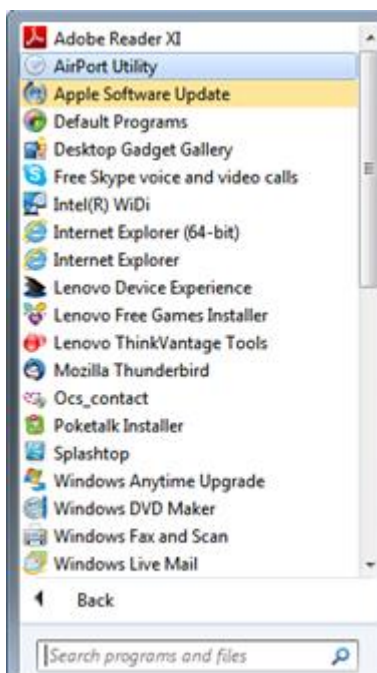 Adobe Reader XI
AirPort Utility
Apple Software Update
Default Programs
Desktop Gadget Gallery
Free Skype voice and video calls
Intel(R) WiDi
Internet Explorer (64-bit)
Internet Explorer
Lenovo Device Experience
Lenovo Free Games Installer
Lenovo ThinkVantage Tools
Mozilla Thunderbird
Ocs_contact
Poketalk Installer
Splashtop
Windows Anytime Upgrade
Windows DVD Maker
Windows Fax and Scan
Windows Live Mail
Back
Search programs and files